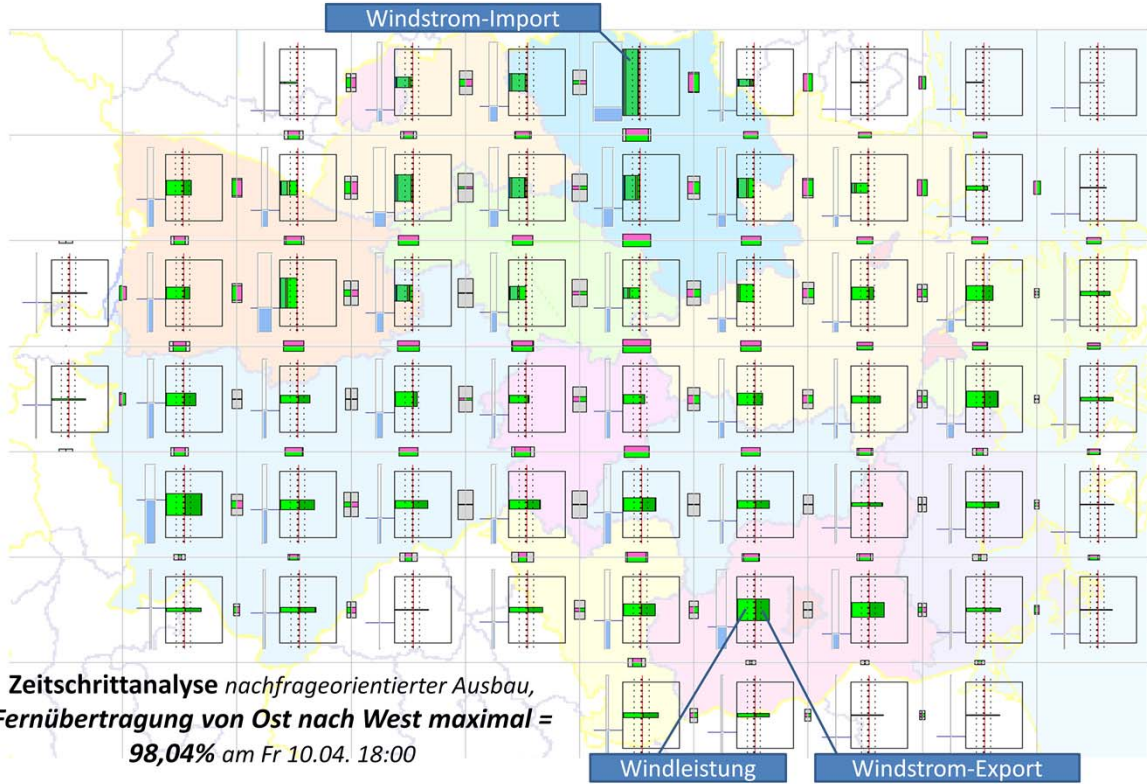 Windstrom-Import
Zeitschrittanalyse nachfrageorientierter Ausbau,
Fernübertragung von Ost nach West maximal =
98,04% am Fr 10.04. 18:00
Windleistung
Windstrom-Export